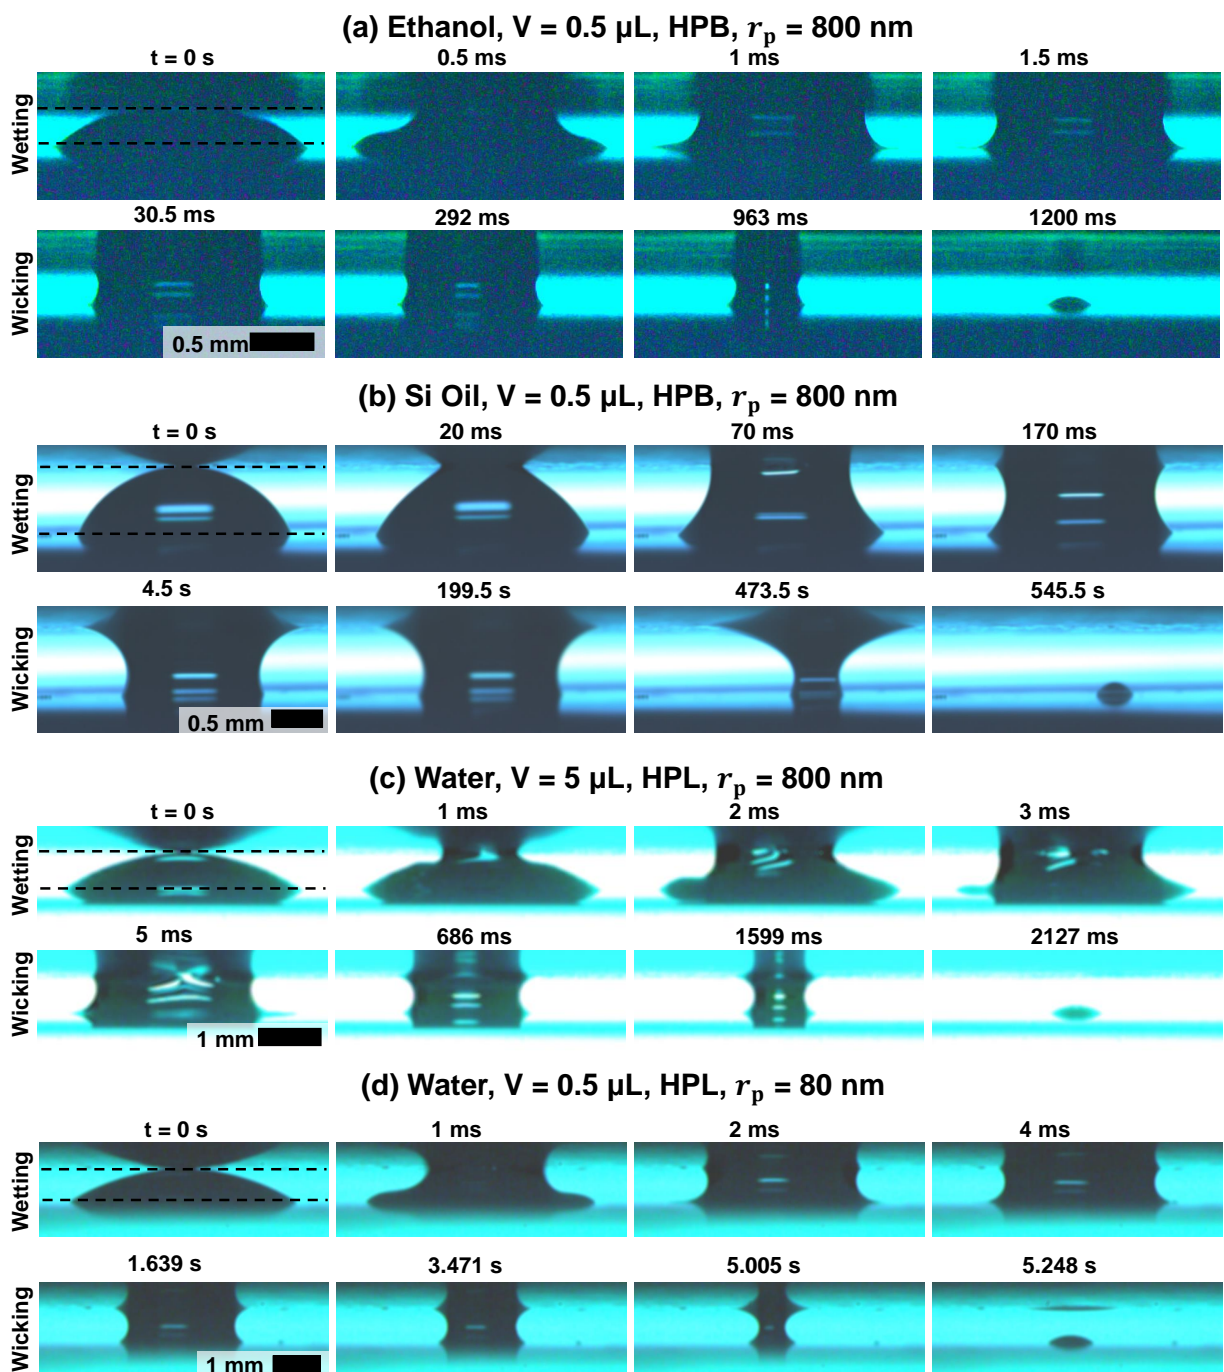 (a) Ethanol, V = 0.5 µL, HPB, rp = 800 nm
t = 0 s 0.5 ms 1 ms 1.5 ms
Wetting
30.5 ms 292 ms 963 ms 1200 ms
Wicking
0.5 mm
(b) Si Oil, V = 0.5 µL, HPB, rp = 800 nm
t = 0 s 20 ms 70 ms 170 ms
Wetting
4.5 s 199.5 s 473.5 s 545.5 s
Wicking
0.5 mm
(c) Water, V = 5 µL, HPL, rp = 800 nm
t = 0 s 1 ms 2 ms 3 ms
Wetting
5 ms 686 ms 1599 ms 2127 ms
Wicking
1 mm
(d) Water, V = 0.5 µL, HPL, rp = 80 nm
t = 0 s 1 ms 2 ms 4 ms
Wetting
1.639 s 3.471 s 5.005 s 5.248 s
Wicking
1 mm